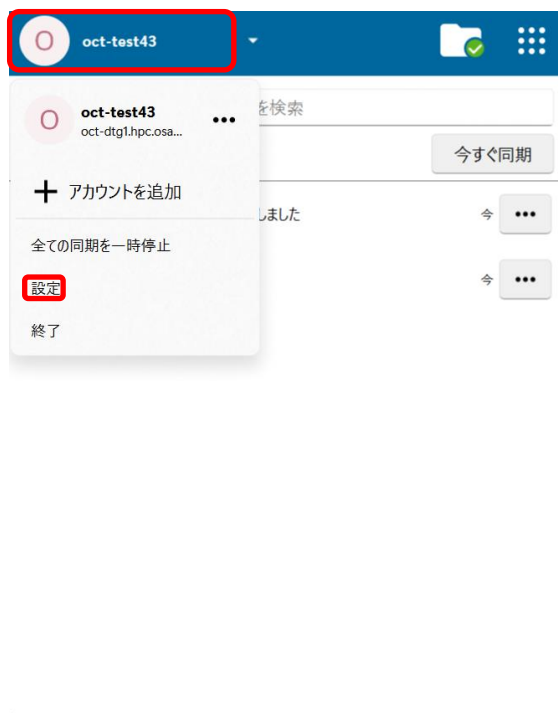 O oct-test43
を検索
O oct-test43
oct-dtg1.hpc.osa...
今すぐ同期
アカウントを追加
しました 今
全ての同期を一時停止
今
設定
終了